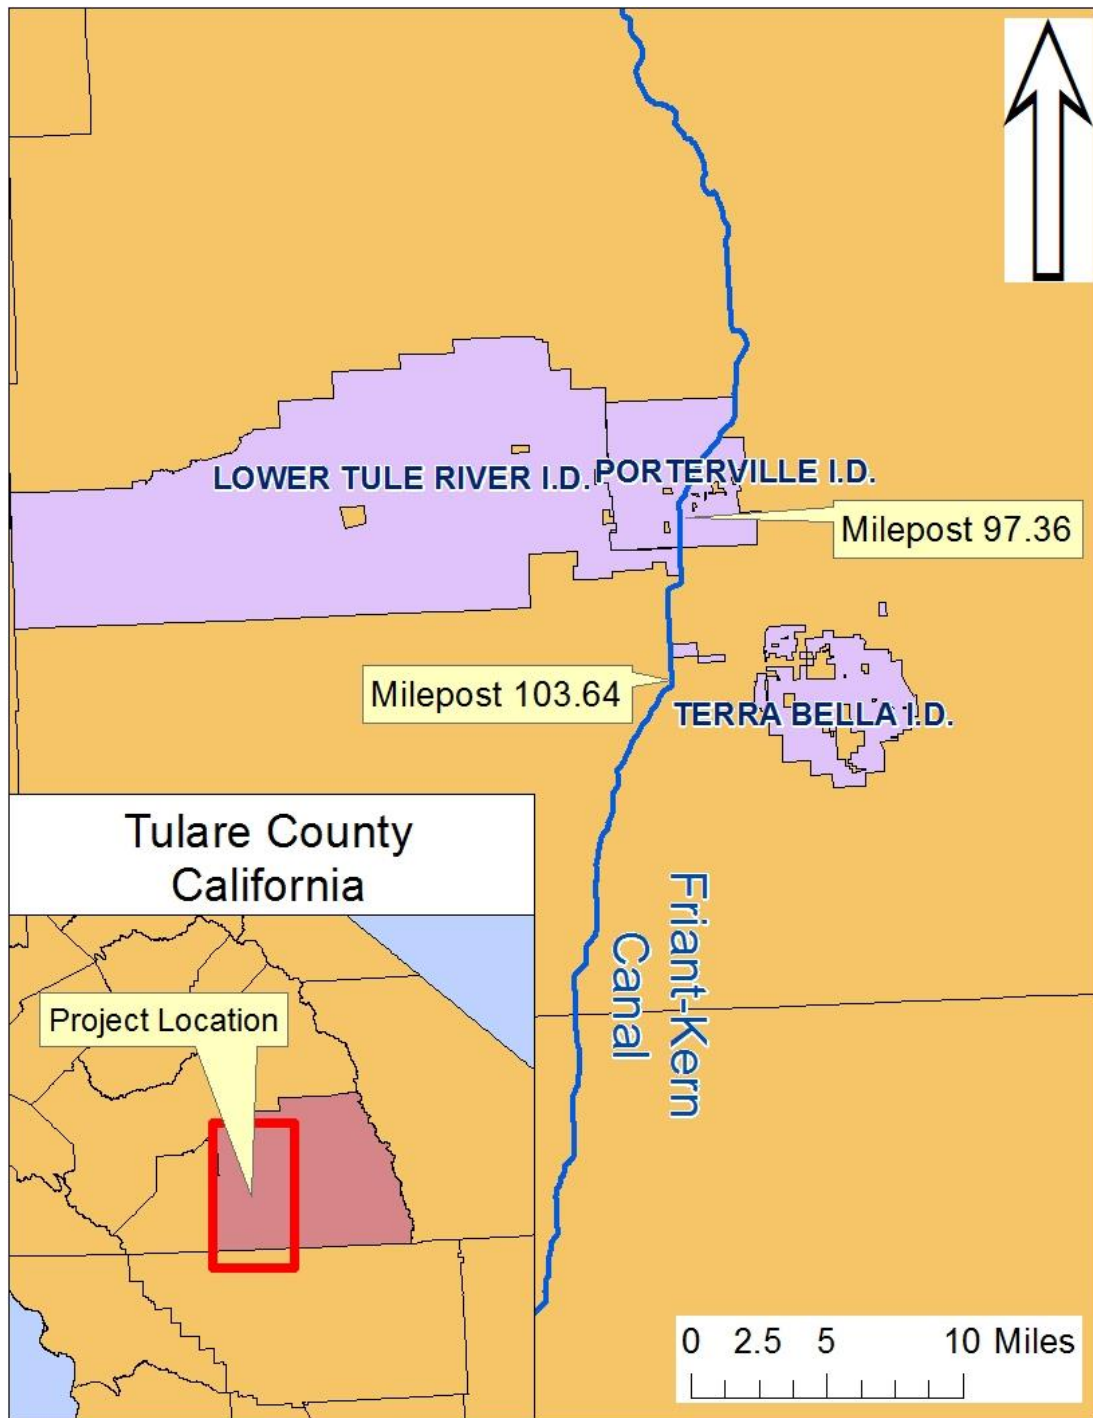 LOWER TULE RIVER I.D.
PORTERVILLE I.D.
Milepost 97.36
Milepost 103.64
TERRA BELLA I.D.
Tulare County
California
Friant-Kern
Canal
Project Location
0 2.5 5 10 Miles